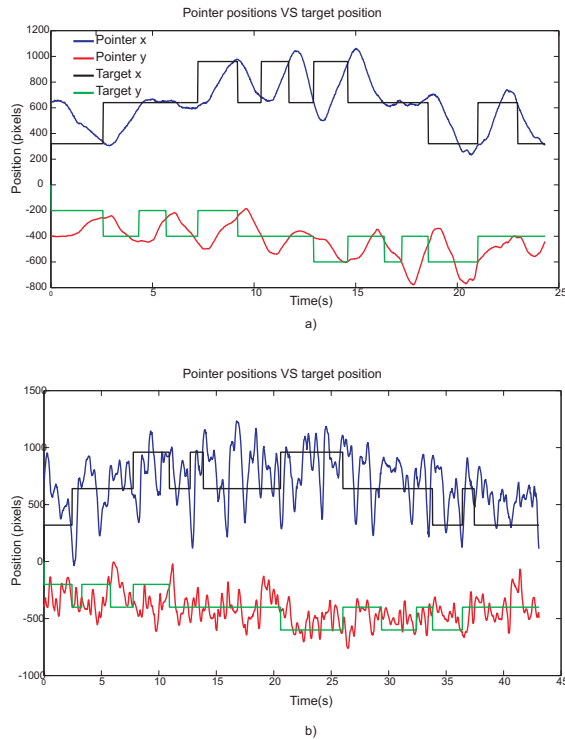 Pointer positions VS target position
1200
1000
800
600
400
200
0
-200
-400
-600
-800
Position (pixels)
Pointer x
Pointer y
Target x
Target y
0 5 10 15 20 25
Time(s)
a)
Pointer positions VS target position
1500
1000
500
0
-500
-1000
Position (pixels)
0 5 10 15 20 25 30 35 40 45
Time(s)
b)